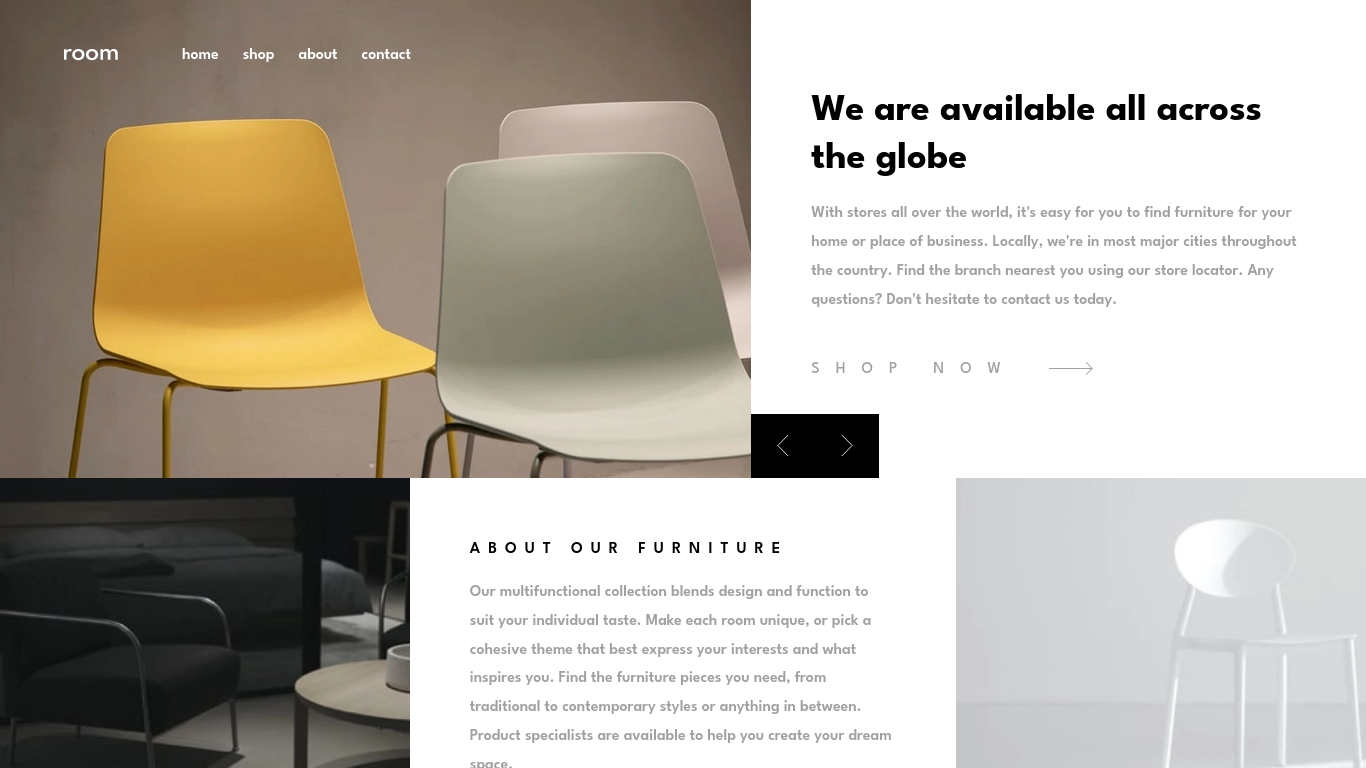 room
home shop about contact
We are available all across
the globe
With stores all over the world, it's easy for you to find furniture for your
home or place of business. Locally, we're in most major cities throughout
the country. Find the branch nearest you using our store locator. Any
questions? Don't hesitate to contact us today.
SHOP NOW
ABOUT OUR FURNITURE
Our multifunctional collection blends design and function to
suit your individual taste. Make each room unique, or pick a
cohesive theme that best express your interests and what
inspires you. Find the furniture pieces you need, from
traditional to contemporary styles or anything in between.
Product specialists are available to help you create your dream
space.